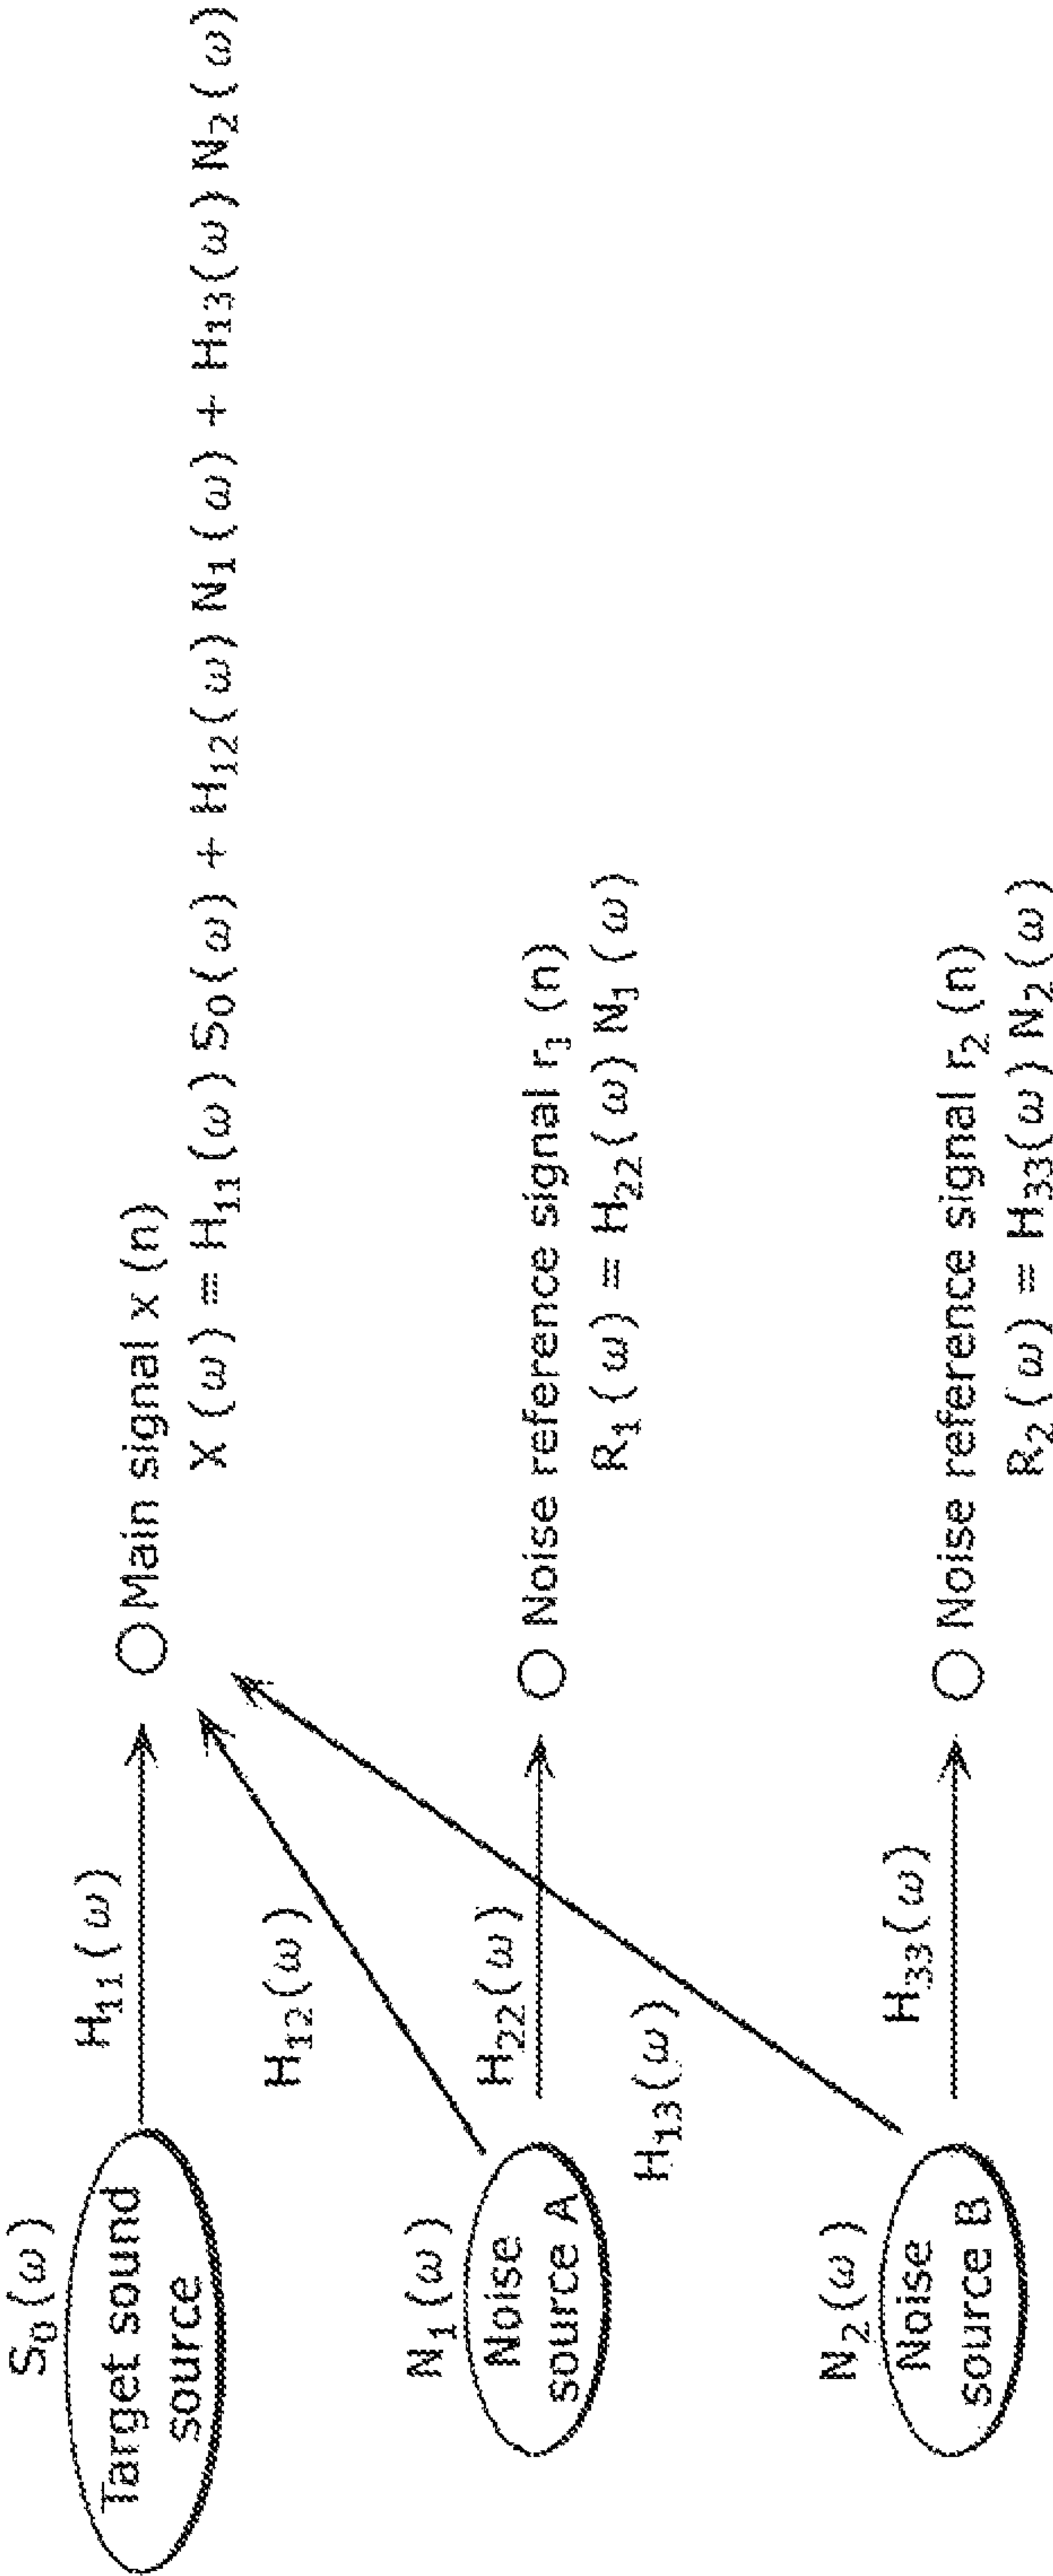 S₀(ω)
Target sound
source
H₁₁(ω)
Main signal x (n)
X(ω) = H₁₁(ω) S₀(ω) + H₁₂(ω) N₁(ω) + H₁₃(ω) N₂(ω)
H₁₂(ω)
N₁(ω)
Noise
source A
H₂₂(ω)
Noise reference signal r₁ (n)
R₁(ω) = H₂₂(ω) N₁(ω)
H₁₃(ω)
N₂(ω)
Noise
source B
H₃₃(ω)
Noise reference signal r₂ (n)
R₂(ω) = H₃₃(ω) N₂(ω)